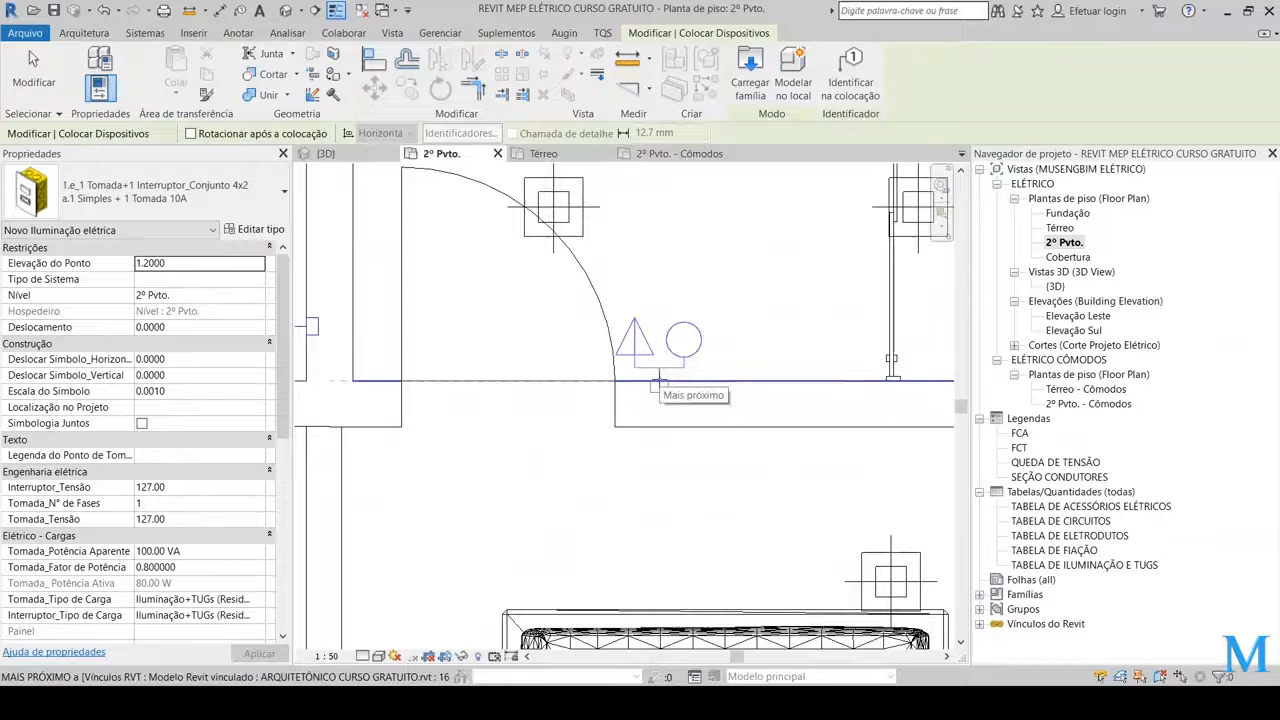 REVIT MEP ELÉTRICO CURSO GRATUITO - Planta de piso: 2º Pvto.
Digite palavra-chave ou frase
Efetuar login
Arquivo Arquitetura Sistemas Inserir Anotar Analisar Colaborar Vista Gerenciar Suplementos Augin TQS Modificar | Colocar Dispositivos
Modificar
Colar
Junta
Cortar
Unir
Carregar família
Modelar no local
Identificar na colocação
Selecionar Propriedades Área de transferência Geometria Modificar Vista Medir Criar Modo Identificador
Modificar | Colocar Dispositivos Rotacionar após a colocação Horizonta Identificadores... Chamada de detalhe 12.7 mm
Propriedades
{3D} 2º Pvto. Térreo 2º Pvto. - Cômodos
Navegador de projeto - REVIT MEP ELÉTRICO CURSO GRATUITO
1.e_1 Tomada+1 Interruptor_Conjunto 4x2
a.1 Simples + 1 Tomada 10A
Novo Iluminação elétrica Editar tipo
Restrições
Elevação do Ponto 1.2000
Tipo de Sistema
Nível 2º Pvto.
Hospedeiro Nível : 2º Pvto.
Deslocamento 0.0000
Construção
Deslocar Simbolo_Horizon... 0.0000
Deslocar Simbolo_Vertical 0.0000
Escala do Simbolo 0.0010
Localização no Projeto
Simbologia Juntos
Texto
Legenda do Ponto de Tom...
Engenharia elétrica
Interruptor_Tensão 127.00
Tomada_N° de Fases 1
Tomada_Tensão 127.00
Elétrico - Cargas
Tomada_Potência Aparente 100.00 VA
Tomada_Fator de Potência 0.800000
Tomada_ Potência Ativa 80.00 W
Tomada_Tipo de Carga Iluminação+TUGs (Resid...
Interruptor_Tipo de Carga Iluminação+TUGs (Resid...
Painel
Ajuda de propriedades Aplicar
Mais próximo
Vistas (MUSENGBIM ELÉTRICO)
ELÉTRICO
Plantas de piso (Floor Plan)
Fundação
Térreo
2º Pvto.
Cobertura
Vistas 3D (3D View)
{3D}
Elevações (Building Elevation)
Elevação Leste
Elevação Sul
Cortes (Corte Projeto Elétrico)
ELÉTRICO CÔMODOS
Plantas de piso (Floor Plan)
Térreo - Cômodos
2º Pvto. - Cômodos
Legendas
FCA
FCT
QUEDA DE TENSÃO
SEÇÃO CONDUTORES
Tabelas/Quantidades (todas)
TABELA DE ACESSÓRIOS ELÉTRICOS
TABELA DE CIRCUITOS
TABELA DE ELETRODUTOS
TABELA DE FIAÇÃO
TABELA DE ILUMINAÇÃO E TUGS
Folhas (all)
Famílias
Grupos
Vínculos do Revit
1 : 50
MAIS PRÓXIMO a [Vínculos RVT : Modelo Revit vinculado : ARQUITETÔNICO CURSO GRATUITO.rvt : 16
:0
Modelo principal
:0
M